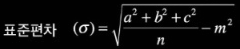 표준편차 (σ) = √((a² + b² + c²)/n − m²)